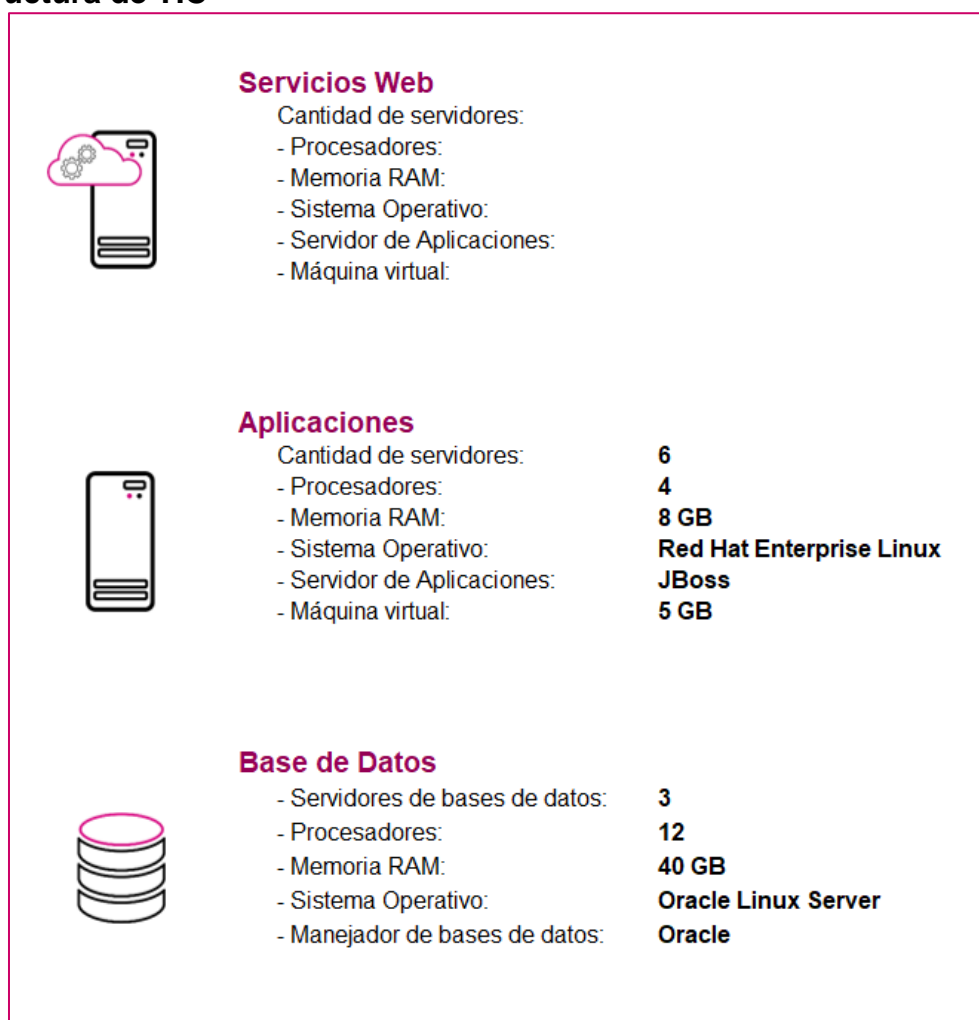 Servicios Web
Cantidad de servidores:
- Procesadores:
- Memoria RAM:
- Sistema Operativo:
- Servidor de Aplicaciones:
- Máquina virtual:
Aplicaciones
Cantidad de servidores: 6
- Procesadores: 4
- Memoria RAM: 8 GB
- Sistema Operativo: Red Hat Enterprise Linux
- Servidor de Aplicaciones: JBoss
- Máquina virtual: 5 GB
Base de Datos
- Servidores de bases de datos: 3
- Procesadores: 12
- Memoria RAM: 40 GB
- Sistema Operativo: Oracle Linux Server
- Manejador de bases de datos: Oracle